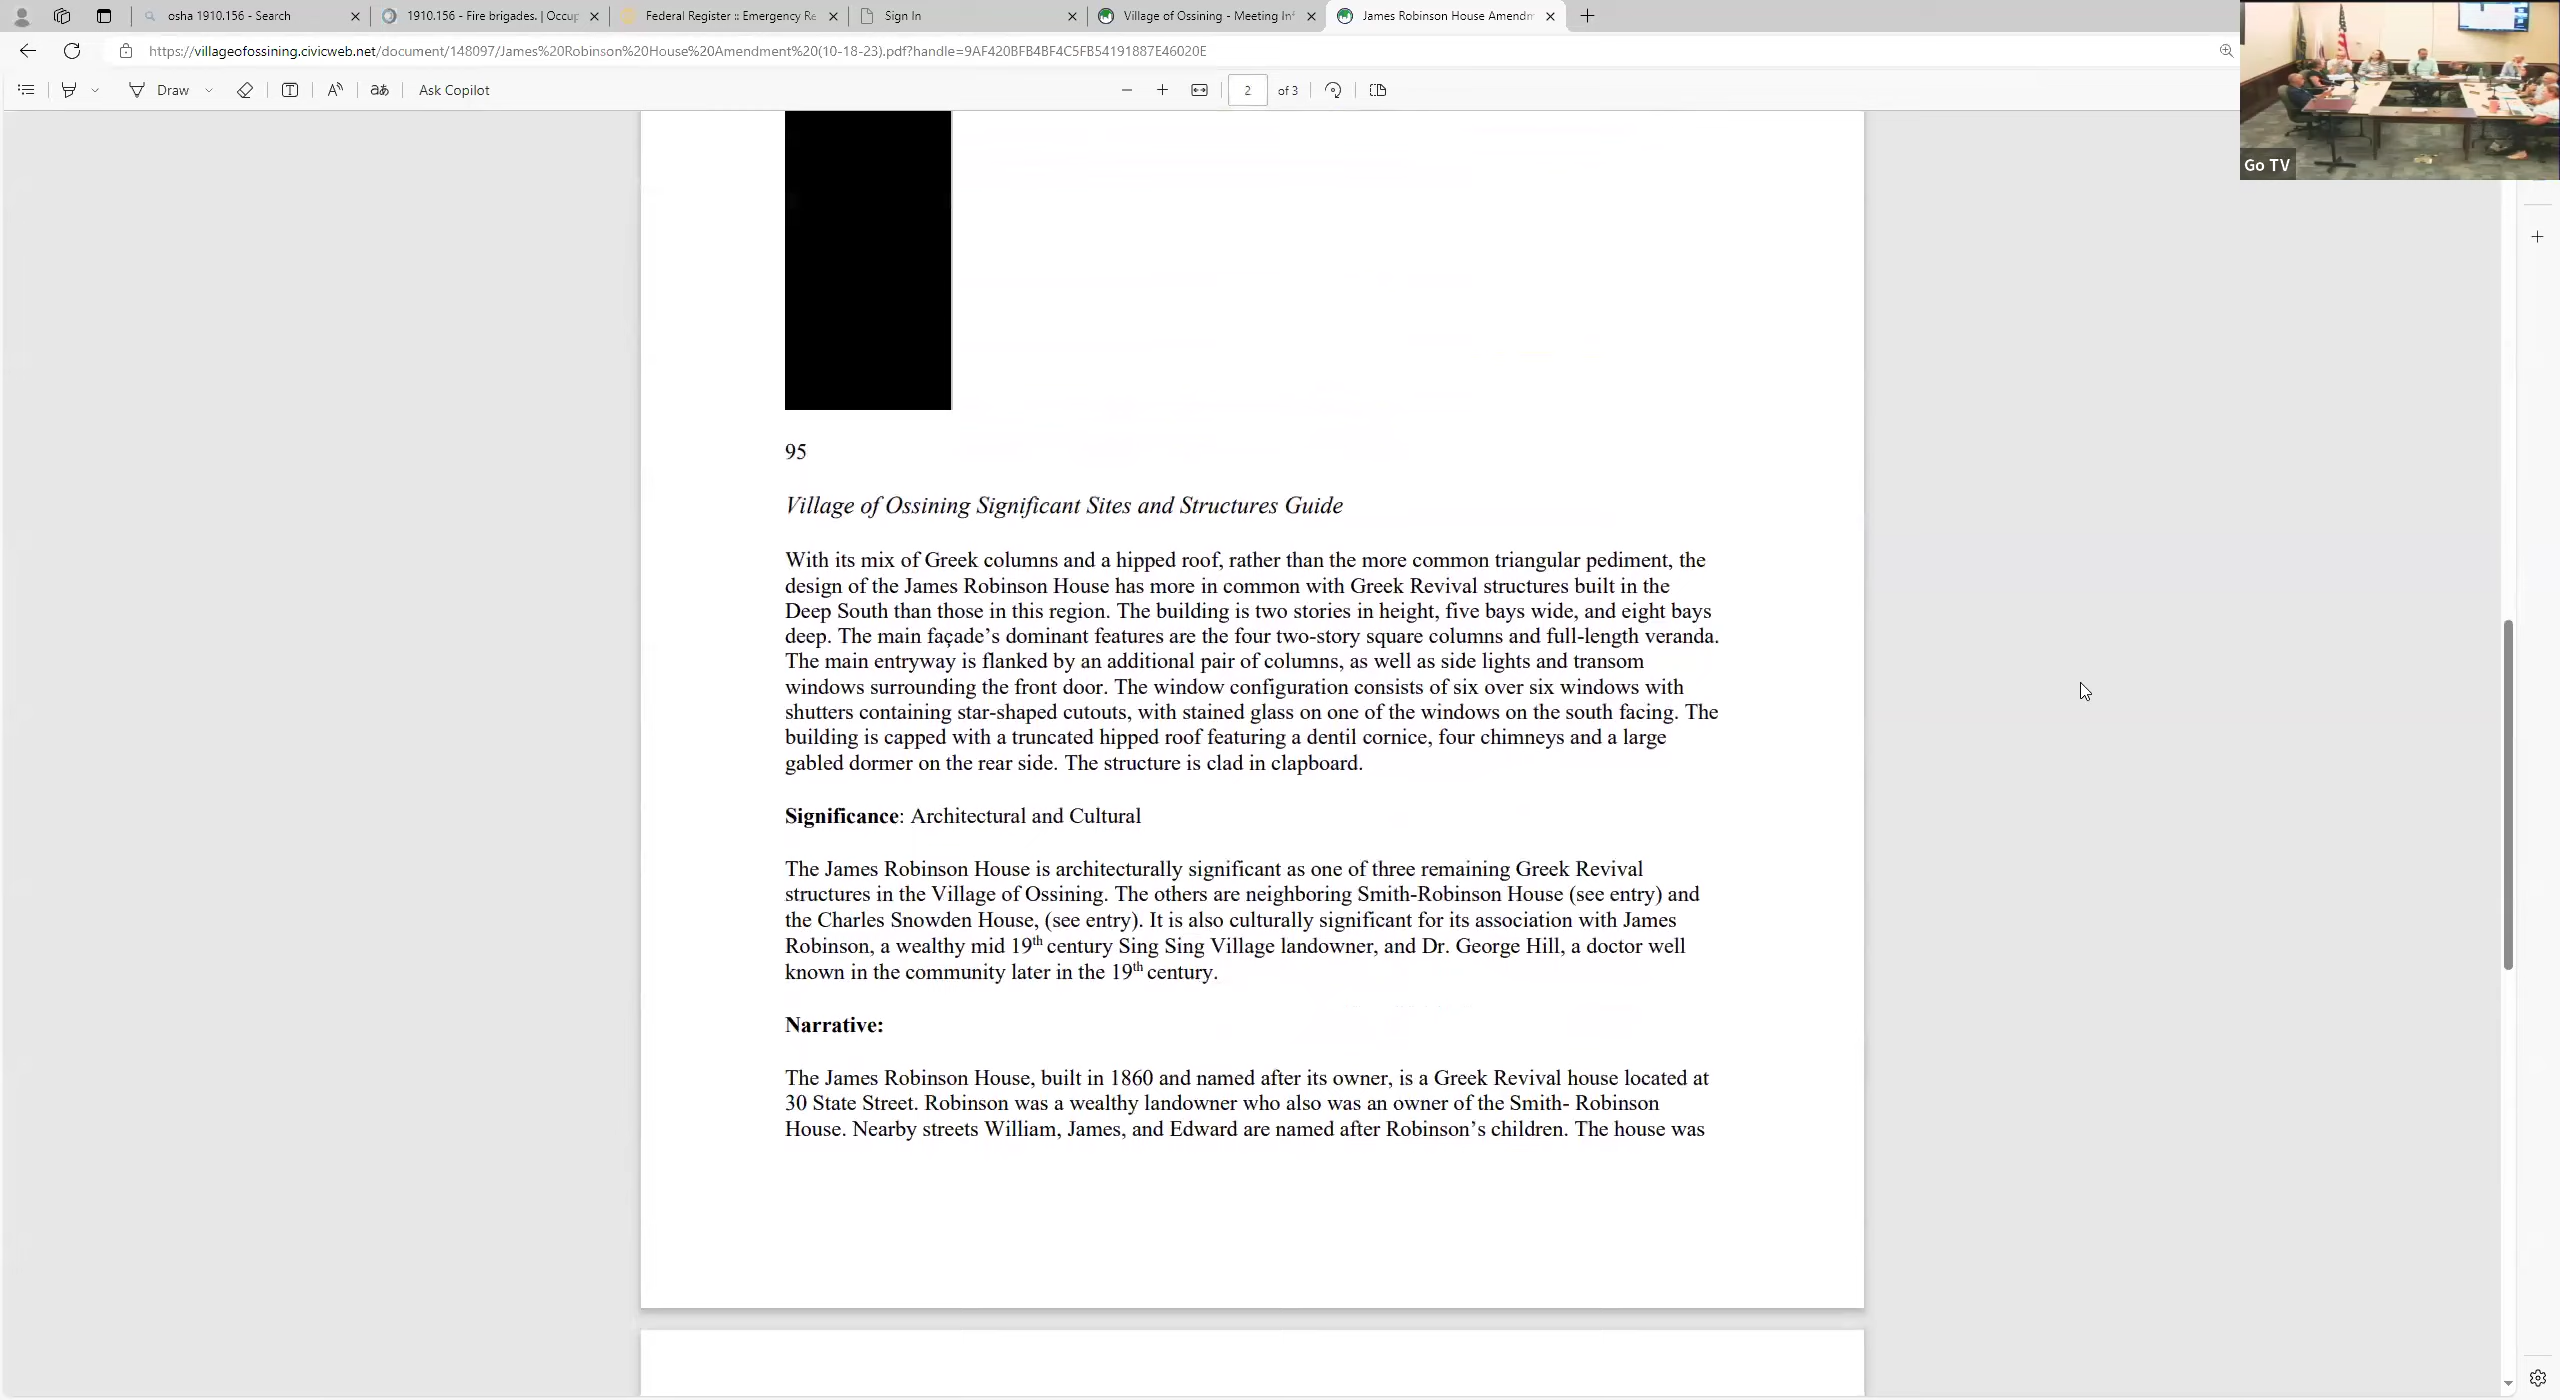 osha 1910.156 - Search
1910.156 - Fire brigades. | Occup
Federal Register :: Emergency Re
Sign In
Village of Ossining - Meeting Inf
James Robinson House Amendm
https://villageofossining.civicweb.net/document/148097/James%20Robinson%20House%20Amendment%20(10-18-23).pdf?handle=9AF420BFB4BF4C5FB54191887E46020E
Draw
Ask Copilot
2 of 3
Go TV
95
Village of Ossining Significant Sites and Structures Guide
With its mix of Greek columns and a hipped roof, rather than the more common triangular pediment, the
design of the James Robinson House has more in common with Greek Revival structures built in the
Deep South than those in this region. The building is two stories in height, five bays wide, and eight bays
deep. The main façade’s dominant features are the four two-story square columns and full-length veranda.
The main entryway is flanked by an additional pair of columns, as well as side lights and transom
windows surrounding the front door. The window configuration consists of six over six windows with
shutters containing star-shaped cutouts, with stained glass on one of the windows on the south facing. The
building is capped with a truncated hipped roof featuring a dentil cornice, four chimneys and a large
gabled dormer on the rear side. The structure is clad in clapboard.
Significance: Architectural and Cultural
The James Robinson House is architecturally significant as one of three remaining Greek Revival
structures in the Village of Ossining. The others are neighboring Smith-Robinson House (see entry) and
the Charles Snowden House, (see entry). It is also culturally significant for its association with James
Robinson, a wealthy mid 19th century Sing Sing Village landowner, and Dr. George Hill, a doctor well
known in the community later in the 19th century.
Narrative:
The James Robinson House, built in 1860 and named after its owner, is a Greek Revival house located at
30 State Street. Robinson was a wealthy landowner who also was an owner of the Smith- Robinson
House. Nearby streets William, James, and Edward are named after Robinson’s children. The house was